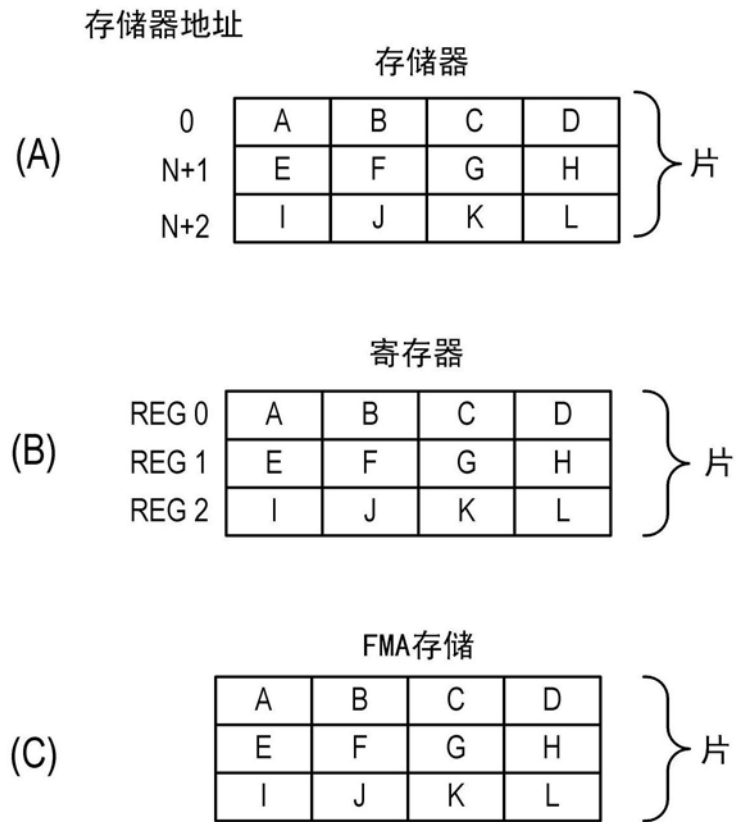 存储器地址
存储器
(A)
0 A B C D
N+1 E F G H
N+2 I J K L
片
寄存器
(B)
REG 0 A B C D
REG 1 E F G H
REG 2 I J K L
片
FMA存储
(C)
A B C D
E F G H
I J K L
片